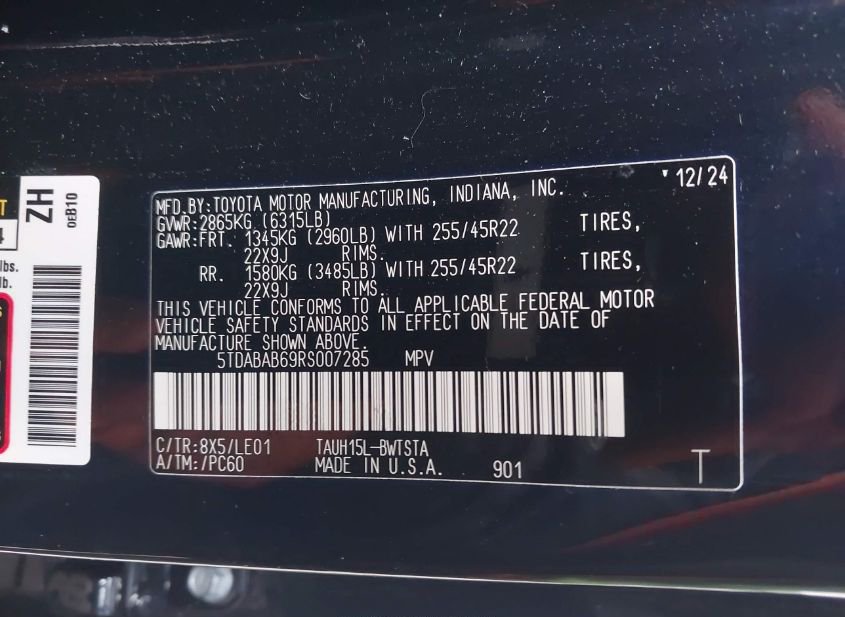 T
4
lbs.
lb.
ZH
0EB10
'12/24
MFD.BY:TOYOTA MOTOR MANUFACTURING, INDIANA, INC.
GVWR:2865KG (6315LB)
GAWR:FRT. 1345KG (2960LB) WITH 255/45R22 TIRES,
22X9J RIMS.
RR. 1580KG (3485LB) WITH 255/45R22 TIRES,
22X9J RIMS.
THIS VEHICLE CONFORMS TO ALL APPLICABLE FEDERAL MOTOR
VEHICLE SAFETY STANDARDS IN EFFECT ON THE DATE OF
MANUFACTURE SHOWN ABOVE.
5TDABAB69RS007285 MPV
C/TR:8X5/LE01 TAUH15L-BWTSTA
A/TM:/PC60 MADE IN U.S.A. 901 T